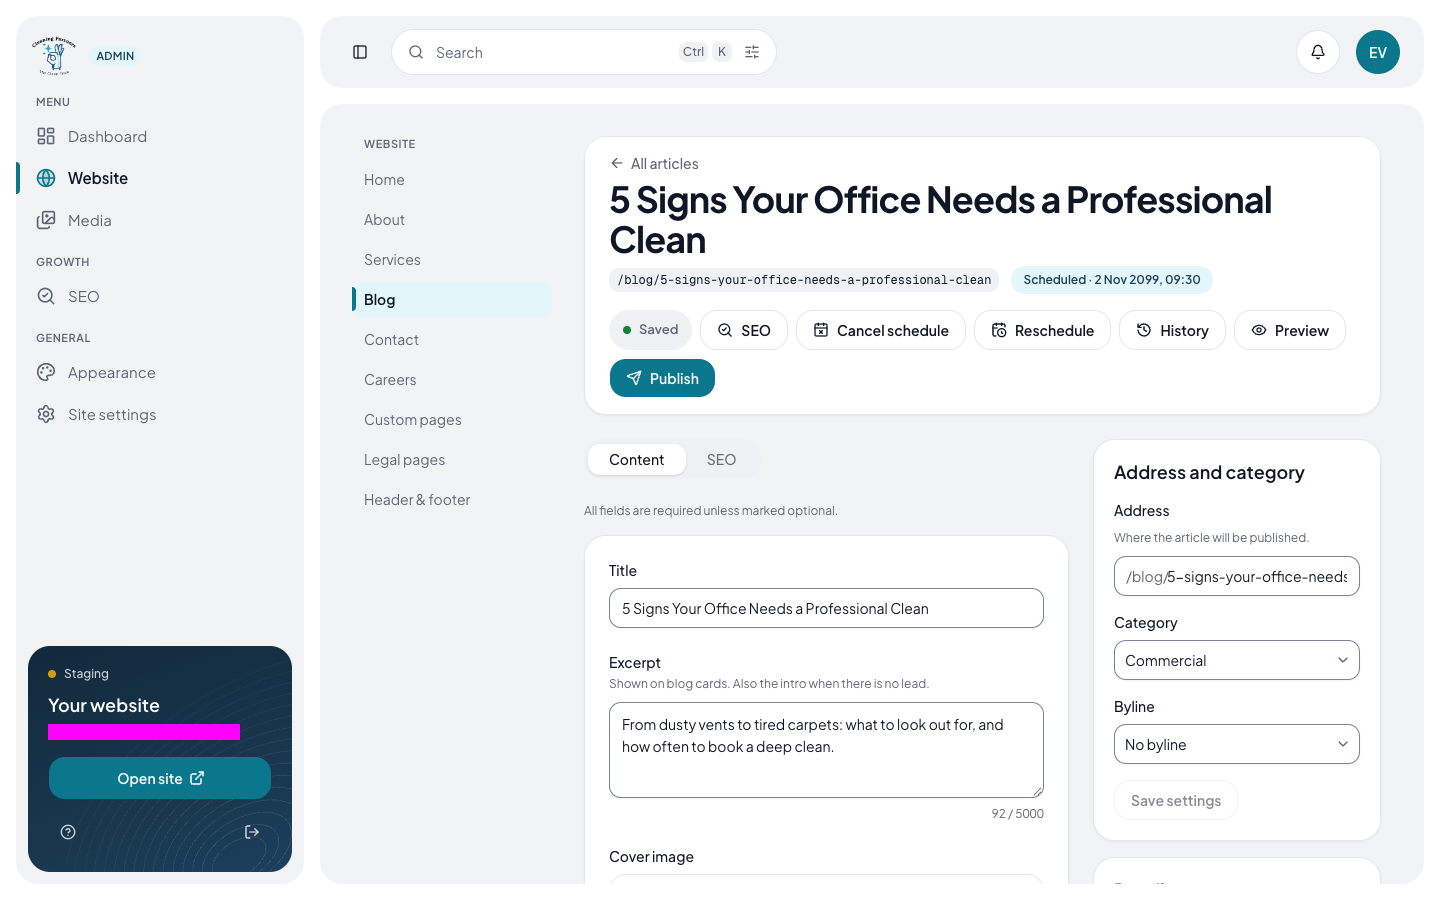 Cleaning Partners
ADMIN
MENU
Dashboard
Website
Media
GROWTH
SEO
GENERAL
Appearance
Site settings
Staging
Your website
Open site
Search
Ctrl K
EV
WEBSITE
Home
About
Services
Blog
Contact
Careers
Custom pages
Legal pages
Header & footer
All articles
5 Signs Your Office Needs a Professional
Clean
/blog/5-signs-your-office-needs-a-professional-clean
Scheduled · 2 Nov 2099, 09:30
Saved
SEO
Cancel schedule
Reschedule
History
Preview
Publish
Content
SEO
All fields are required unless marked optional.
Title
5 Signs Your Office Needs a Professional Clean
Excerpt
Shown on blog cards. Also the intro when there is no lead.
From dusty vents to tired carpets: what to look out for, and
how often to book a deep clean.
92 / 5000
Cover image
Address and category
Address
Where the article will be published.
/blog/5-signs-your-office-needs
Category
Commercial
Byline
No byline
Save settings